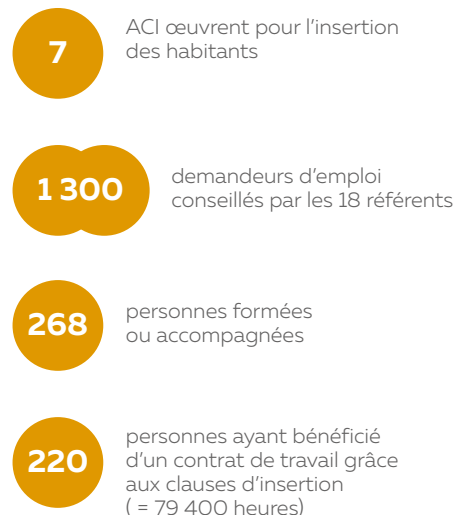 7
ACI œuvrent pour l'insertion
des habitants
1 300
demandeurs d'emploi
conseillés par les 18 référents
268
personnes formées
ou accompagnées
220
personnes ayant bénéficié
d'un contrat de travail grâce
aux clauses d'insertion
( = 79 400 heures)